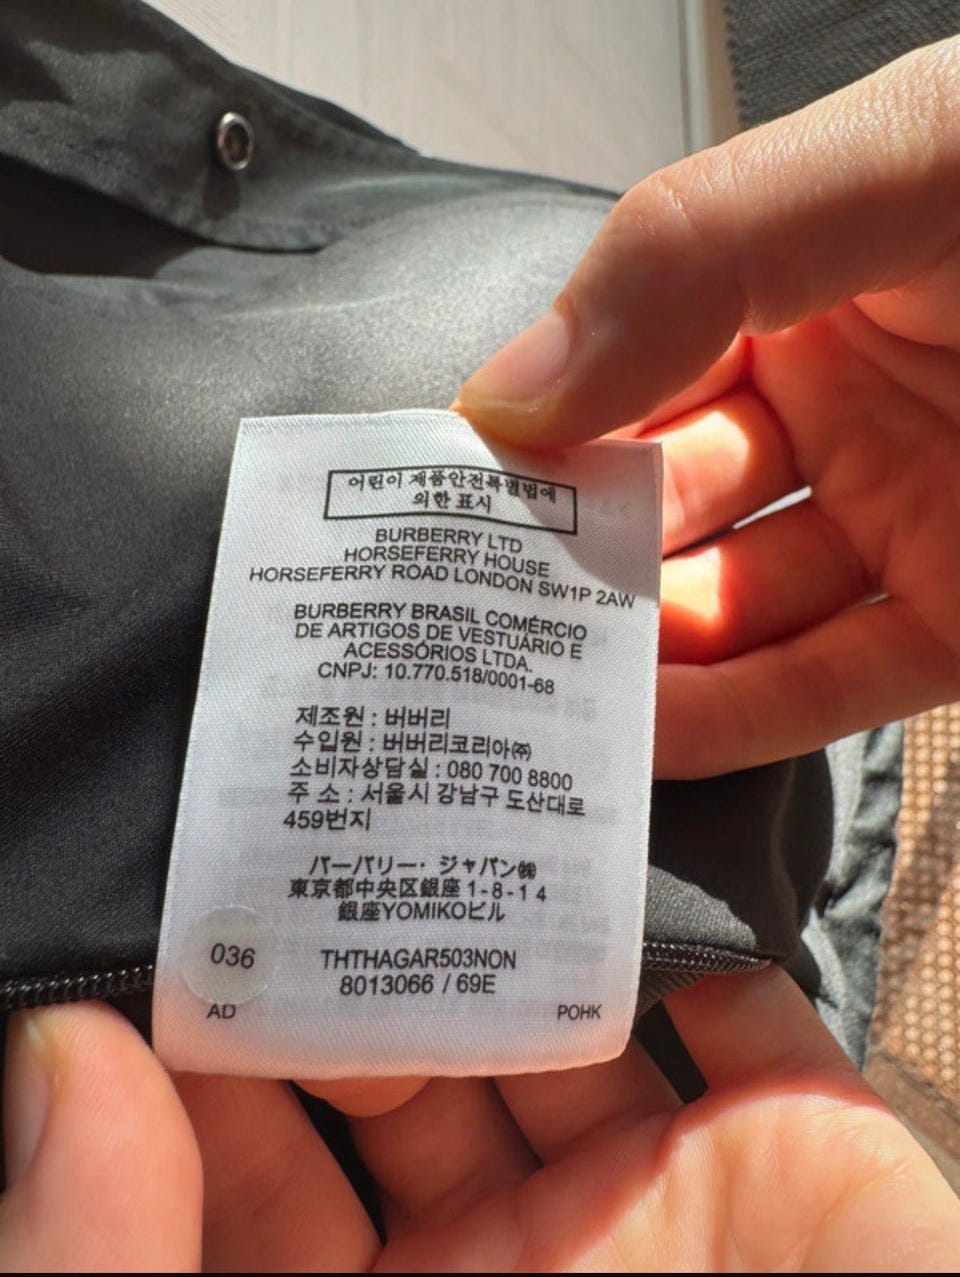 어린이 제품안전특별법에
의한 표시
BURBERRY LTD
HORSEFERRY HOUSE
HORSEFERRY ROAD LONDON SW1P 2AW
BURBERRY BRASIL COMÉRCIO
DE ARTIGOS DE VESTUÁRIO E
ACESSÓRIOS LTDA.
CNPJ: 10.770.518/0001-68
제조원 : 버버리
수입원 : 버버리코리아㈜
소비자상담실 : 080 700 8800
주 소 : 서울시 강남구 도산대로
459번지
バーバリー・ジャパン㈱
東京都中央区銀座1-8-14
銀座YOMIKOビル
036
THTHAGAR503NON
8013066 / 69E
AD
POHK